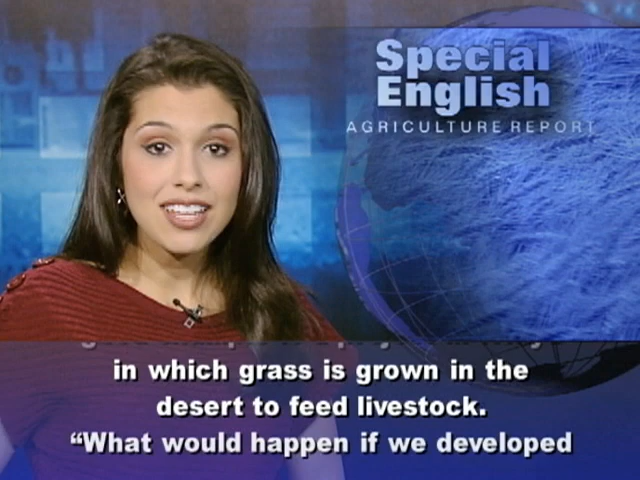 Special
English
AGRICULTURE REPORT
in which grass is grown in the
desert to feed livestock.
“What would happen if we developed